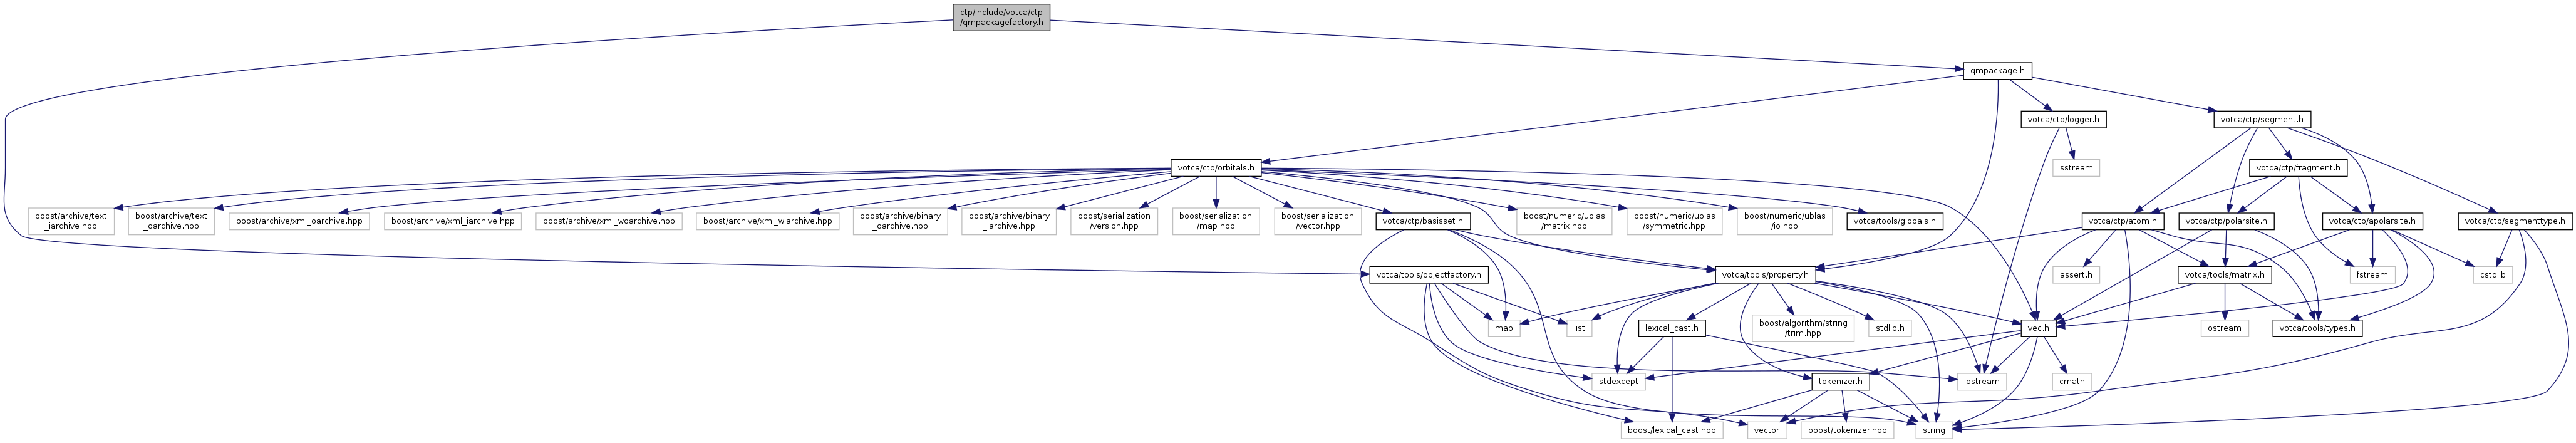 ctp/include/votca/ctp
/qmpackagefactory.h
qmpackage.h
votca/ctp/logger.h
votca/ctp/segment.h
votca/ctp/orbitals.h
sstream
votca/ctp/fragment.h
boost/archive/text
_iarchive.hpp
boost/archive/text
_oarchive.hpp
boost/archive/xml_oarchive.hpp
boost/archive/xml_iarchive.hpp
boost/archive/xml_woarchive.hpp
boost/archive/xml_wiarchive.hpp
boost/archive/binary
_oarchive.hpp
boost/archive/binary
_iarchive.hpp
boost/serialization
/version.hpp
boost/serialization
/map.hpp
boost/serialization
/vector.hpp
votca/ctp/basisset.h
boost/numeric/ublas
/matrix.hpp
boost/numeric/ublas
/symmetric.hpp
boost/numeric/ublas
/io.hpp
votca/tools/globals.h
votca/ctp/atom.h
votca/ctp/polarsite.h
votca/ctp/apolarsite.h
votca/ctp/segmenttype.h
votca/tools/objectfactory.h
votca/tools/property.h
assert.h
votca/tools/matrix.h
fstream
cstdlib
map
list
lexical_cast.h
boost/algorithm/string
/trim.hpp
stdlib.h
vec.h
ostream
votca/tools/types.h
stdexcept
tokenizer.h
iostream
cmath
boost/lexical_cast.hpp
vector
boost/tokenizer.hpp
string